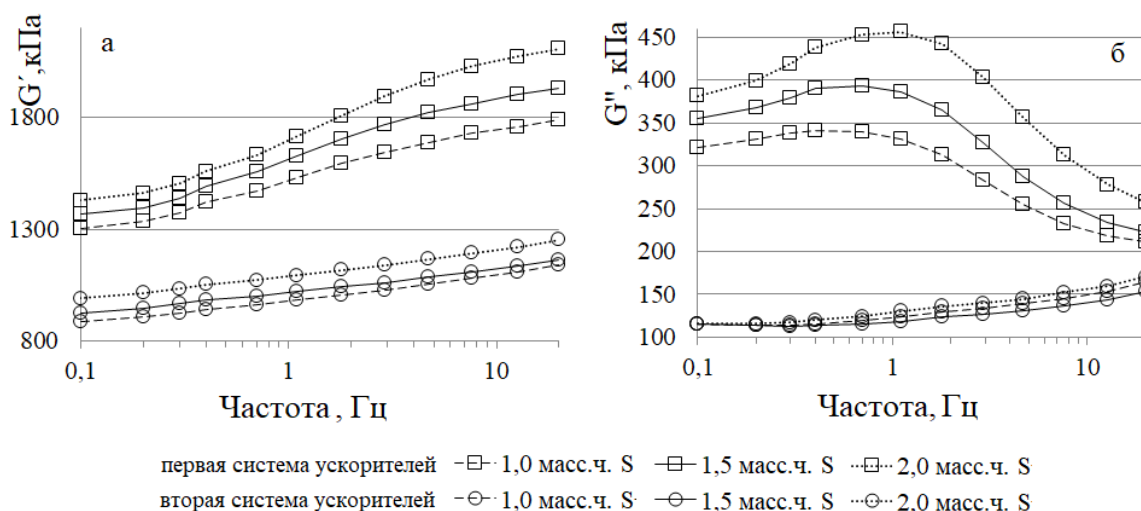 G´,кПа
а
1800
1300
800
0,1
1
10
Частота , Гц
G'', кПа
б
450
400
350
300
250
200
150
100
0,1
1
10
Частота, Гц
первая система ускорителей 1,0 масс.ч. S 1,5 масс.ч. S 2,0 масс.ч. S
вторая система ускорителей 1,0 масс.ч. S 1,5 масс.ч. S 2,0 масс.ч. S